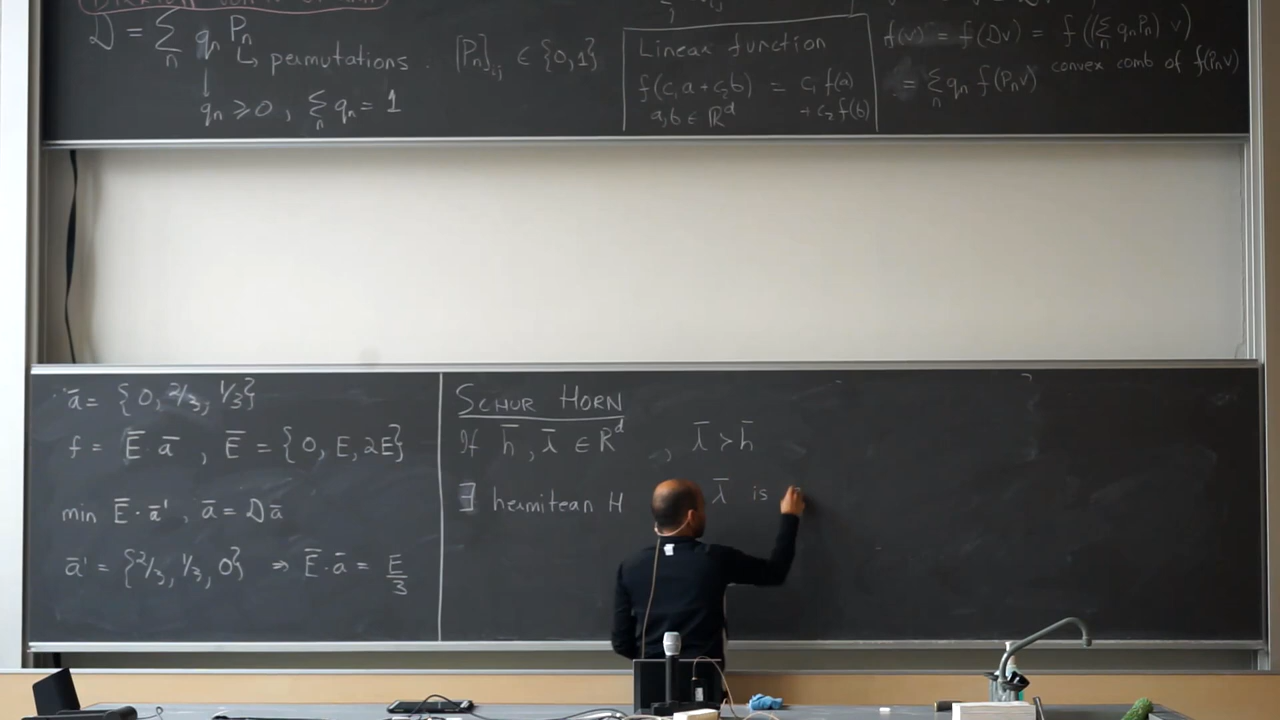 D = Σ_n q_n P_n
↳ permutations . [P_n]_ij ∈ {0,1}
q_n ⩾ 0 , Σ_n q_n = 1
Linear function
f(c₁a + c₂b) = c₁ f(a)
a,b ∈ ℝ^d + c₂ f(b)
f(v) = f(Dv) = f((Σ_n q_n P_n) v)
= Σ_n q_n f(P_n v) convex comb of f(P_n v)
ā = {0, 2/3, 1/3}
f = Ē · ā , Ē = {0, E, 2E}
min Ē · ā' , ā = D ā
ā' = {2/3, 1/3, 0} ⇒ Ē · ā = E/3
SCHUR HORN
If h̄ , λ̄ ∈ R^d , λ̄ ≻ h̄
∃ hermitean H
λ̄ is